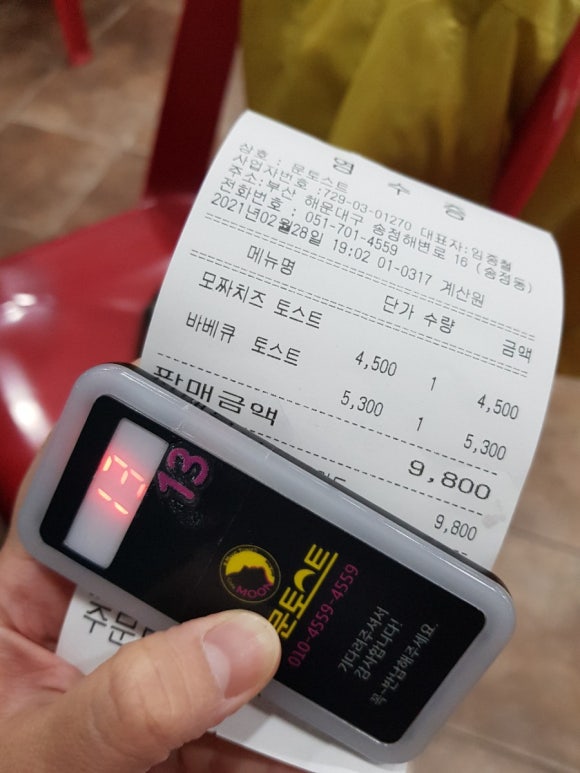 영 수 증
상호 : 문토스트
사업자번호 :729-03-01270 대표자:임종철
주소:부산 해운대구 송정해변로 16 (송정동)
전화번호 : 051-701-4559
2021년02월28일 19:02 01-0317 계산원
메뉴명 단가 수량 금액
모짜치즈 토스트 4,500 1 4,500
바베큐 토스트 5,300 1 5,300
판매금액 9,800
9,800
13
13
MOON
문토스트
010-4559-4559
기다려주셔서
감사합니다!
꼭~반납해주세요.